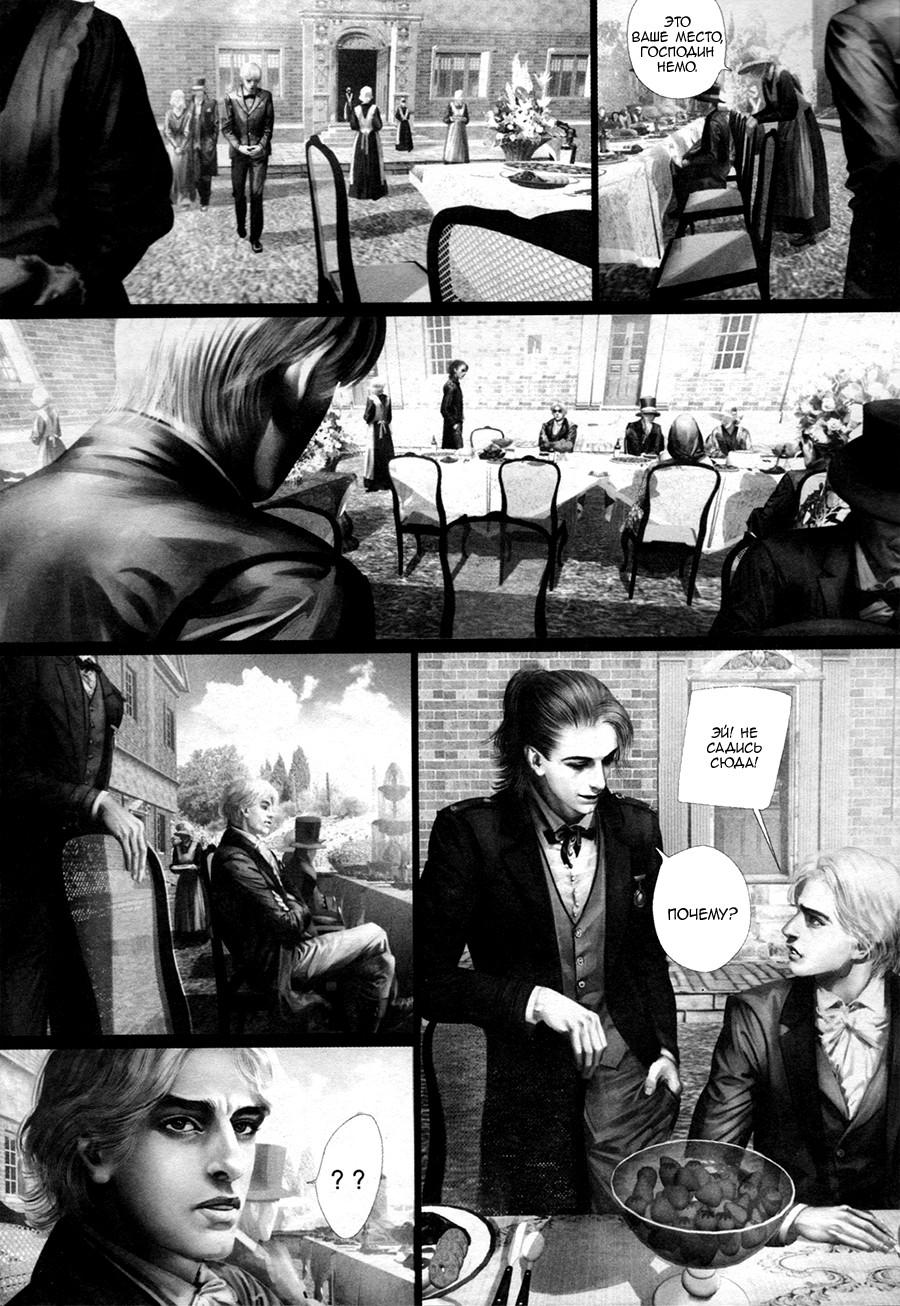 ЭТО
ВАШЕ МЕСТО,
ГОСПОДИН
НЕМО.
ЭЙ! НЕ
САДИСЬ
СЮДА!
ПОЧЕМУ?
? ?